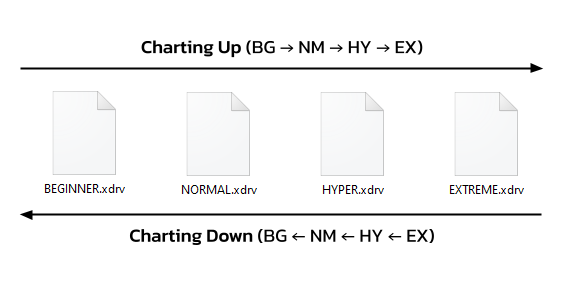 Charting Up (BG → NM → HY → EX)
BEGINNER.xdrv NORMAL.xdrv HYPER.xdrv EXTREME.xdrv
Charting Down (BG ← NM ← HY ← EX)